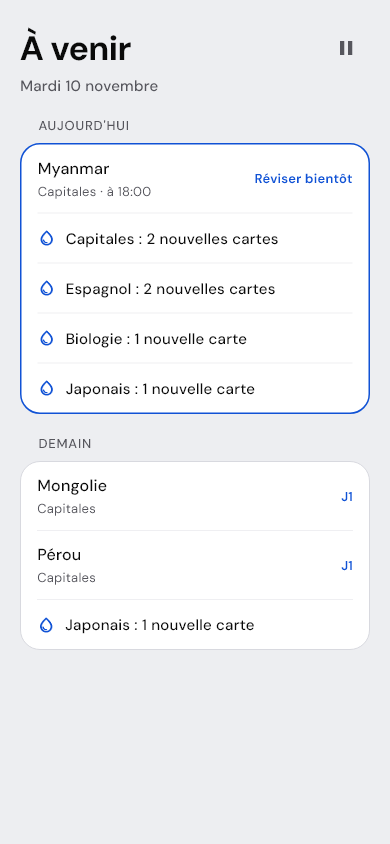 À venir
Mardi 10 novembre
AUJOURD'HUI
Myanmar
Capitales · à 18:00
Réviser bientôt
Capitales : 2 nouvelles cartes
Espagnol : 2 nouvelles cartes
Biologie : 1 nouvelle carte
Japonais : 1 nouvelle carte
DEMAIN
Mongolie
Capitales
J1
Pérou
Capitales
J1
Japonais : 1 nouvelle carte